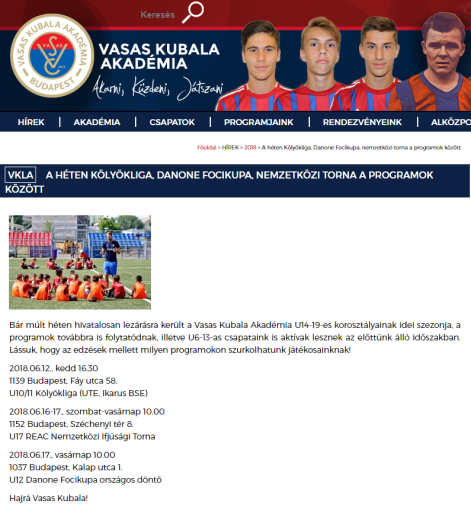 Keresés
VASAS KUBALA AKADÉMIA
VASAS
BUDAPEST
VASAS KUBALA
AKADÉMIA
Akarni, Küzdeni, Játszani
HÍREK | AKADÉMIA | CSAPATOK | PROGRAMJAINK | RENDEZVÉNYEINK | ALKÖZPO
Főoldal > HÍREK > 2018 > A héten Kölyökliga, Danone Focikupa, nemzetközi torna a programok között
VKLA A HÉTEN KÖLYÖKLIGA, DANONE FOCIKUPA, NEMZETKÖZI TORNA A PROGRAMOK
KÖZÖTT
Bár múlt héten hivatalosan lezárásra került a Vasas Kubala Akadémia U14-19-es korosztályainak idei szezonja, a
programok továbbra is folytatódnak, illetve U6-13-as csapataink is aktívak lesznek az előttünk álló időszakban.
Lássuk, hogy az edzések mellett milyen programokon szurkolhatunk játékosainknak!
2018.06.12., kedd 16.30
1139 Budapest, Fáy utca 58.
U10/11 Kölyökliga (UTE, Ikarus BSE)
2018.06.16-17., szombat-vasárnap 10.00
1152 Budapest, Széchenyi tér 8.
U17 REAC Nemzetközi Ifjúsági Torna
2018.06.17., vasárnap 10.00
1037 Budapest, Kalap utca 1.
U12 Danone Focikupa országos döntő
Hajrá Vasas Kubala!